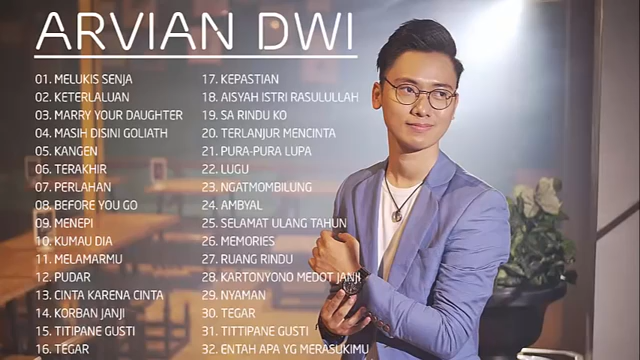 ARVIAN DWI
01. MELUKIS SENJA
02. KETERLALUAN
03. MARRY YOUR DAUGHTER
04. MASIH DISINI GOLIATH
05. KANGEN
06. TERAKHIR
07. PERLAHAN
08. BEFORE YOU GO
09. MENEPI
10. KUMAU DIA
11. MELAMARMU
12. PUDAR
13. CINTA KARENA CINTA
14. KORBAN JANJI
15. TITIPANE GUSTI
16. TEGAR
17. KEPASTIAN
18. AISYAH ISTRI RASULULLAH
19. SA RINDU KO
20. TERLANJUR MENCINTA
21. PURA-PURA LUPA
22. LUGU
23. NGATMOMBILUNG
24. AMBYAL
25. SELAMAT ULANG TAHUN
26. MEMORIES
27. RUANG RINDU
28. KARTONYONO MEDOT JANJI
29. NYAMAN
30. TEGAR
31. TITTIPANE GUSTI
32. ENTAH APA YG MERASUKIMU